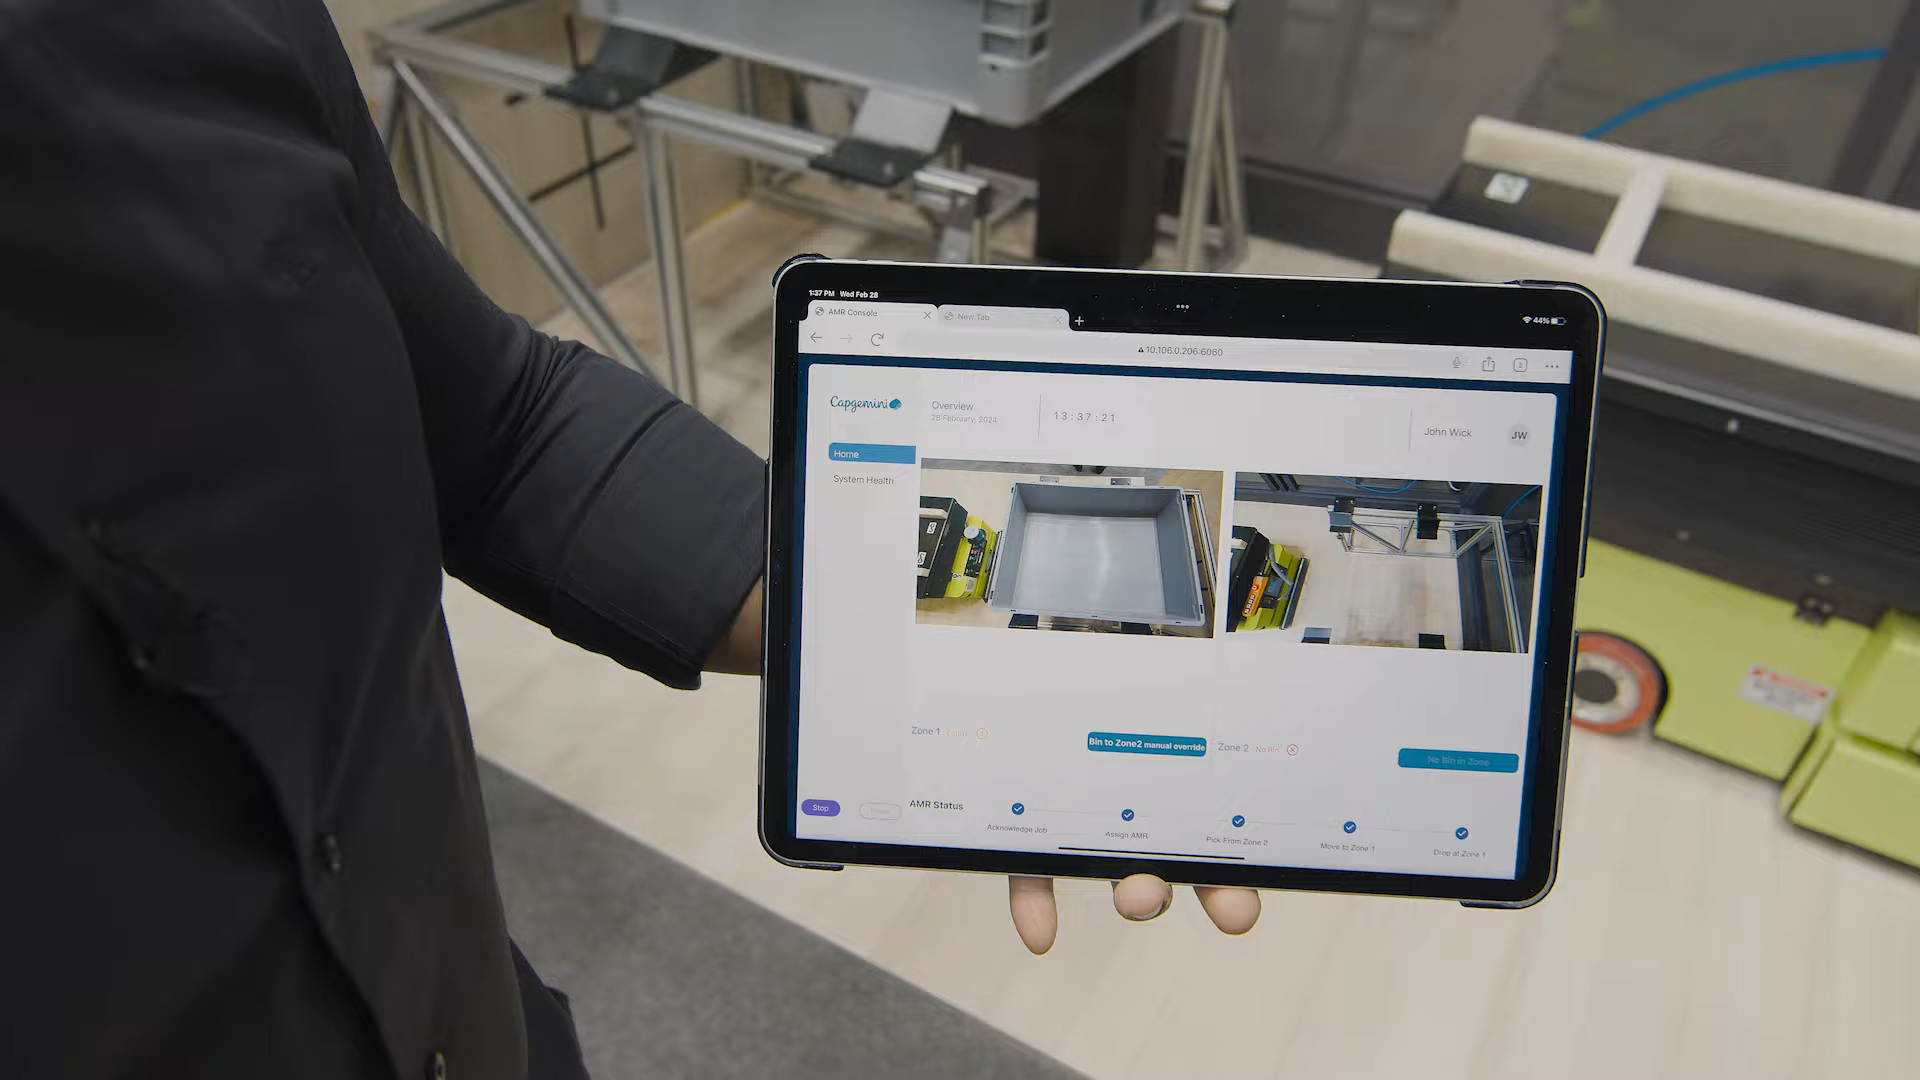 1:37 PM Wed Feb 28
44%
AMR Console
New Tab
10.106.0.206:6060
Capgemini
Overview
28 February, 2024
13:37:21
John Wick
JW
Home
System Health
Zone 1
Bin to Zone2 manual override
Zone 2 No Bin
No Bin in Zone
Stop
AMR Status
Acknowledge Job
Assign AMR
Pick From Zone 2
Move to Zone 1
Drop at Zone 1